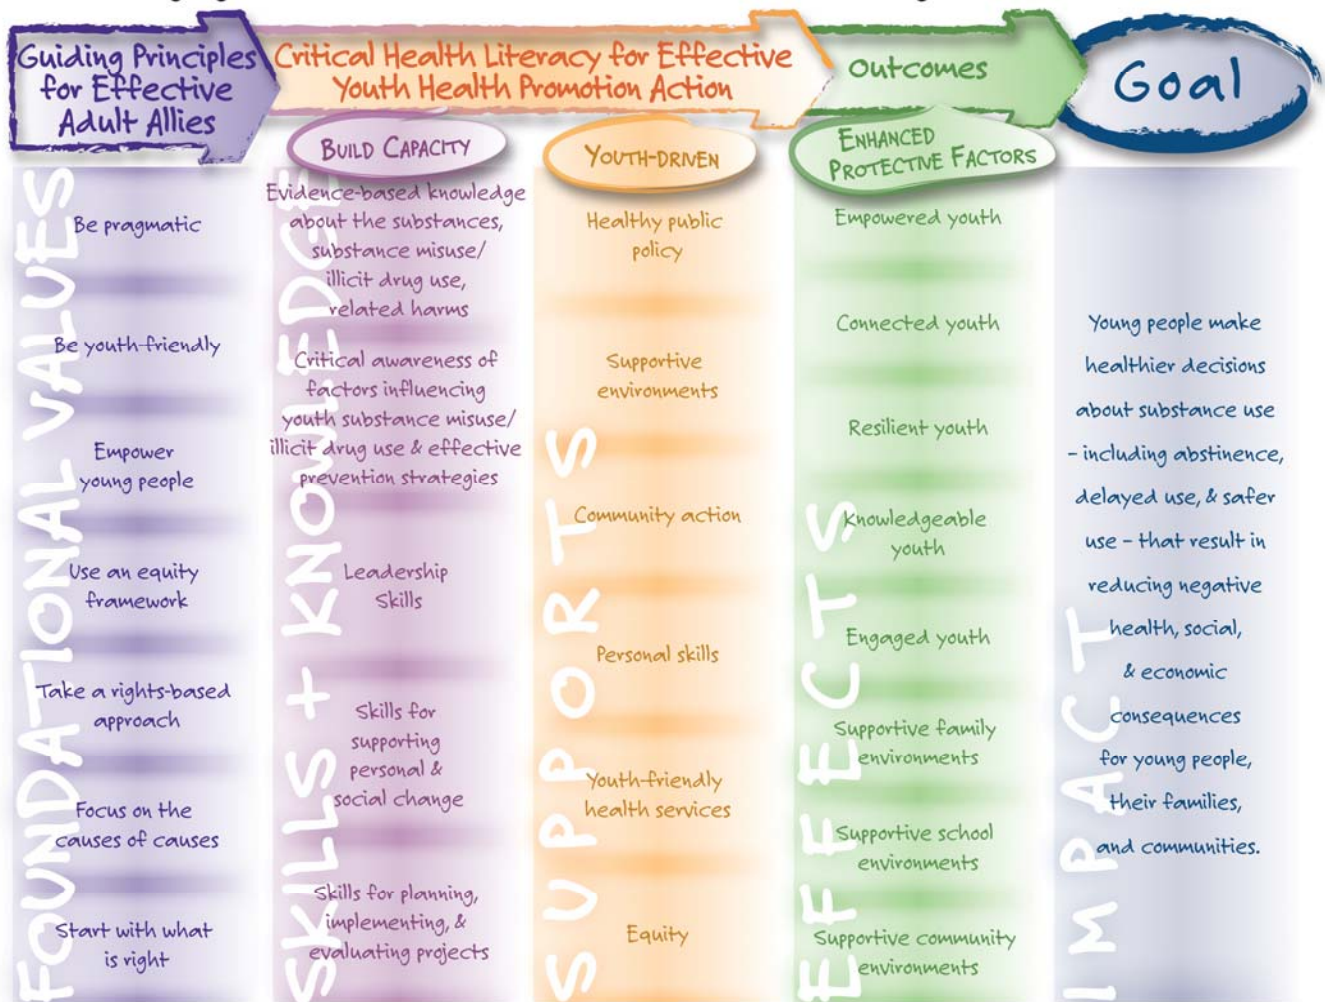 Guiding Principles
for Effective
Adult Allies
Critical Health Literacy for Effective
Youth Health Promotion Action
Outcomes
Goal
BUILD CAPACITY
YOUTH-DRIVEN
ENHANCED
PROTECTIVE FACTORS
FOUNDATIONAL VALUES
Be pragmatic
Be youth-friendly
Empower
young people
Use an equity
framework
Take a rights-based
approach
Focus on the
causes of causes
Start with what
is right
SKILLS + KNOWLEDGE
Evidence-based knowledge
about the substances,
substance misuse/
illicit drug use,
related harms
Critical awareness of
factors influencing
youth substance misuse/
illicit drug use & effective
prevention strategies
Leadership
Skills
Skills for
supporting
personal &
social change
Skills for planning,
implementing, &
evaluating projects
SUPPORTS
Healthy public
policy
Supportive
environments
Community action
Personal skills
Youth-friendly
health services
Equity
EFFECTS
Empowered youth
Connected youth
Resilient youth
Knowledgeable
youth
Engaged youth
Supportive family
environments
Supportive school
environments
Supportive community
environments
IMPACT
Young people make
healthier decisions
about substance use
- including abstinence,
delayed use, & safer
use - that result in
reducing negative
health, social,
& economic
consequences
for young people,
their families,
and communities.